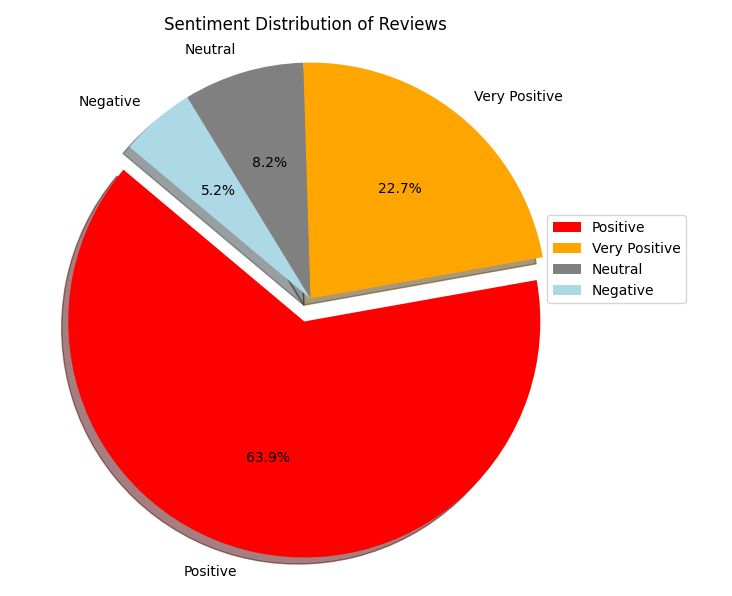 Sentiment Distribution of Reviews
Neutral
Negative
Very Positive
8.2%
5.2%
22.7%
Positive
Very Positive
Neutral
Negative
63.9%
Positive